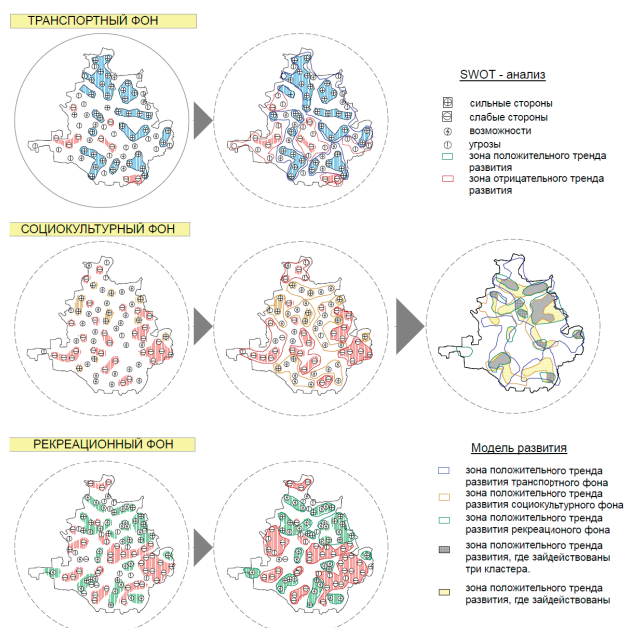 ТРАНСПОРТНЫЙ ФОН
SWOT - анализ
сильные стороны
слабые стороны
возможности
угрозы
зона положительного тренда
развития
зона отрицательного тренда
развития
СОЦИОКУЛЬТУРНЫЙ ФОН
РЕКРЕАЦИОННЫЙ ФОН
Модель развития
зона положительного тренда
развития транспортного фона
зона положительного тренда
развития социокультурного фона
зона положительного тренда
развития рекреационого фона
зона положительного тренда
развития, где зайдействованы
три кластера.
зона положительного тренда
развития, где зайдействованы